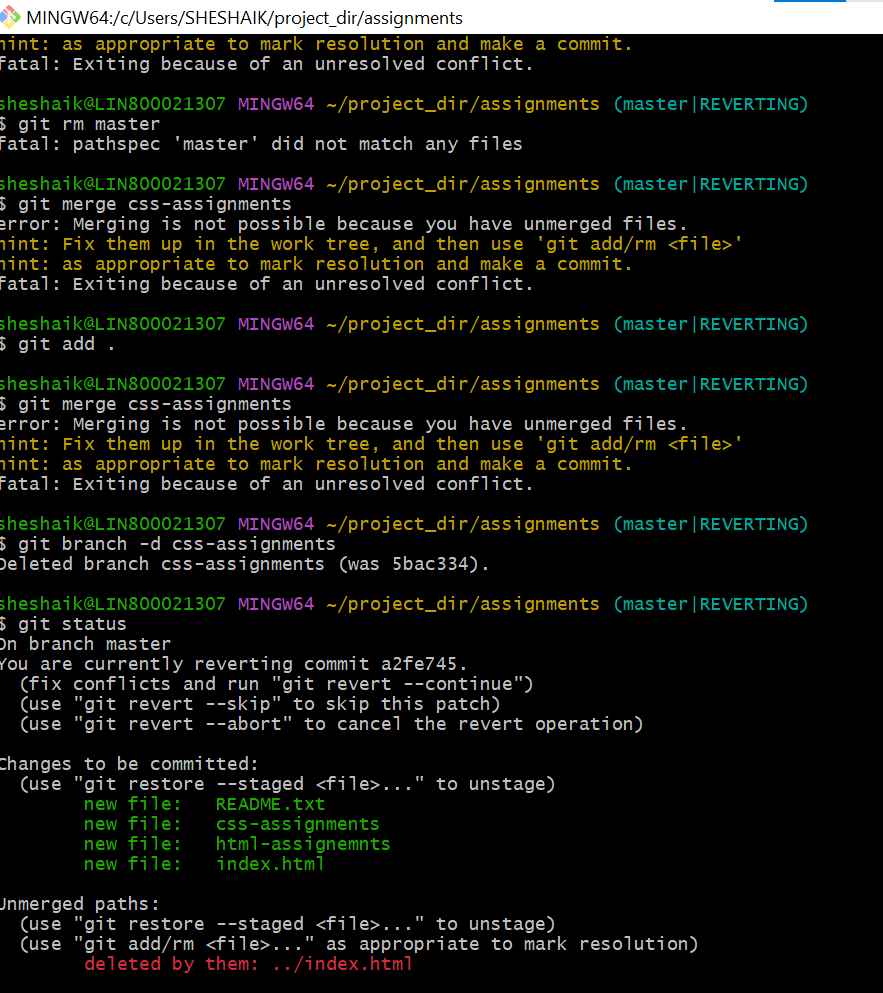 MINGW64:/c/Users/SHESHAIK/project_dir/assignments
hint: as appropriate to mark resolution and make a commit.
fatal: Exiting because of an unresolved conflict.
sheshaik@LIN800021307 MINGW64 ~/project_dir/assignments (master|REVERTING)
$ git rm master
fatal: pathspec 'master' did not match any files
sheshaik@LIN800021307 MINGW64 ~/project_dir/assignments (master|REVERTING)
$ git merge css-assignments
error: Merging is not possible because you have unmerged files.
hint: Fix them up in the work tree, and then use 'git add/rm <file>'
hint: as appropriate to mark resolution and make a commit.
fatal: Exiting because of an unresolved conflict.
sheshaik@LIN800021307 MINGW64 ~/project_dir/assignments (master|REVERTING)
$ git add .
sheshaik@LIN800021307 MINGW64 ~/project_dir/assignments (master|REVERTING)
$ git merge css-assignments
error: Merging is not possible because you have unmerged files.
hint: Fix them up in the work tree, and then use 'git add/rm <file>'
hint: as appropriate to mark resolution and make a commit.
fatal: Exiting because of an unresolved conflict.
sheshaik@LIN800021307 MINGW64 ~/project_dir/assignments (master|REVERTING)
$ git branch -d css-assignments
Deleted branch css-assignments (was 5bac334).
sheshaik@LIN800021307 MINGW64 ~/project_dir/assignments (master|REVERTING)
$ git status
On branch master
You are currently reverting commit a2fe745.
(fix conflicts and run "git revert --continue")
(use "git revert --skip" to skip this patch)
(use "git revert --abort" to cancel the revert operation)
Changes to be committed:
(use "git restore --staged <file>..." to unstage)
new file: README.txt
new file: css-assignments
new file: html-assignemnts
new file: index.html
Unmerged paths:
(use "git restore --staged <file>..." to unstage)
(use "git add/rm <file>..." as appropriate to mark resolution)
deleted by them: ../index.html